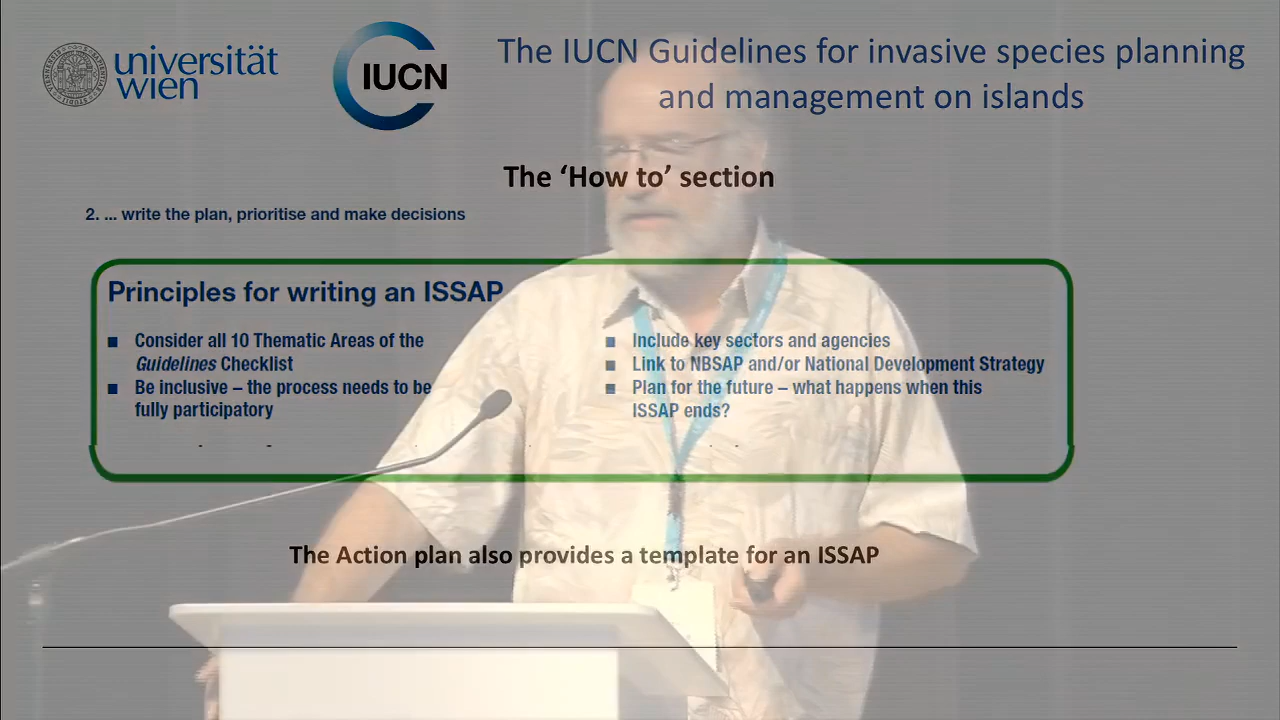 universität
wien
IUCN
The IUCN Guidelines for invasive species planning
and management on islands
The ‘How to’ section
2. ... write the plan, prioritise and make decisions
Principles for writing an ISSAP
■ Consider all 10 Thematic Areas of the
Guidelines Checklist
■ Be inclusive – the process needs to be
fully participatory
■ Include key sectors and agencies
■ Link to NBSAP and/or National Development Strategy
■ Plan for the future – what happens when this
ISSAP ends?
The Action plan also provides a template for an ISSAP